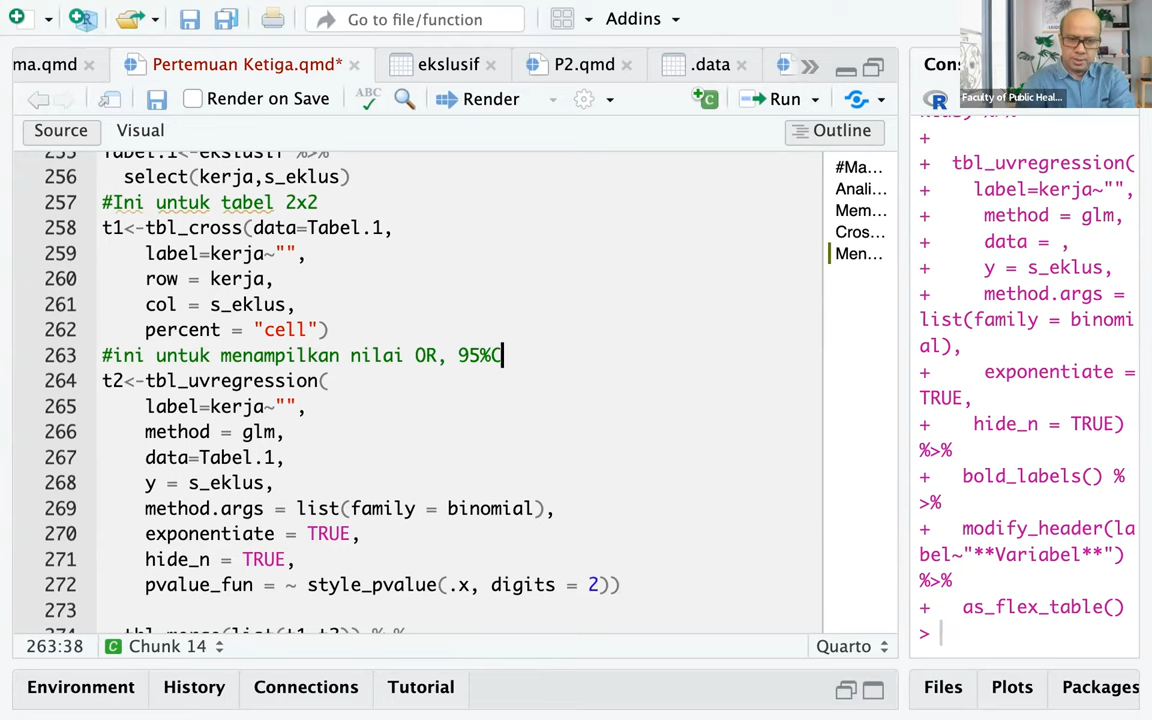 Go to file/function
Addins
ma.qmd
Pertemuan Ketiga.qmd*
ekslusif
P2.qmd
.data
Render on Save
ABC
Render
Run
Source
Visual
Outline
Tabel.1<-ekslusif %>%
256 select(kerja,s_eklus)
257 #Ini untuk tabel 2x2
258 t1<-tbl_cross(data=Tabel.1,
259 label=kerja~"",
260 row = kerja,
261 col = s_eklus,
262 percent = "cell")
263 #ini untuk menampilkan nilai OR, 95%C
264 t2<-tbl_uvregression(
265 label=kerja~"",
266 method = glm,
267 data=Tabel.1,
268 y = s_eklus,
269 method.args = list(family = binomial),
270 exponentiate = TRUE,
271 hide_n = TRUE,
272 pvalue_fun = ~ style_pvalue(.x, digits = 2))
273
#Ma...
Anali...
Mem...
Cros...
Men...
263:38
C Chunk 14
Quarto
Environment
History
Connections
Tutorial
Cons
R
Faculty of Public Heal...
+
+ tbl_uvregression(
+ label=kerja~"",
+ method = glm,
+ data = ,
+ y = s_eklus,
+ method.args =
list(family = binomi
al),
+ exponentiate =
TRUE,
+ hide_n = TRUE)
%>%
+ bold_labels() %
>%
+ modify_header(la
bel~"**Variabel**")
%>%
+ as_flex_table()
>
Files
Plots
Packages